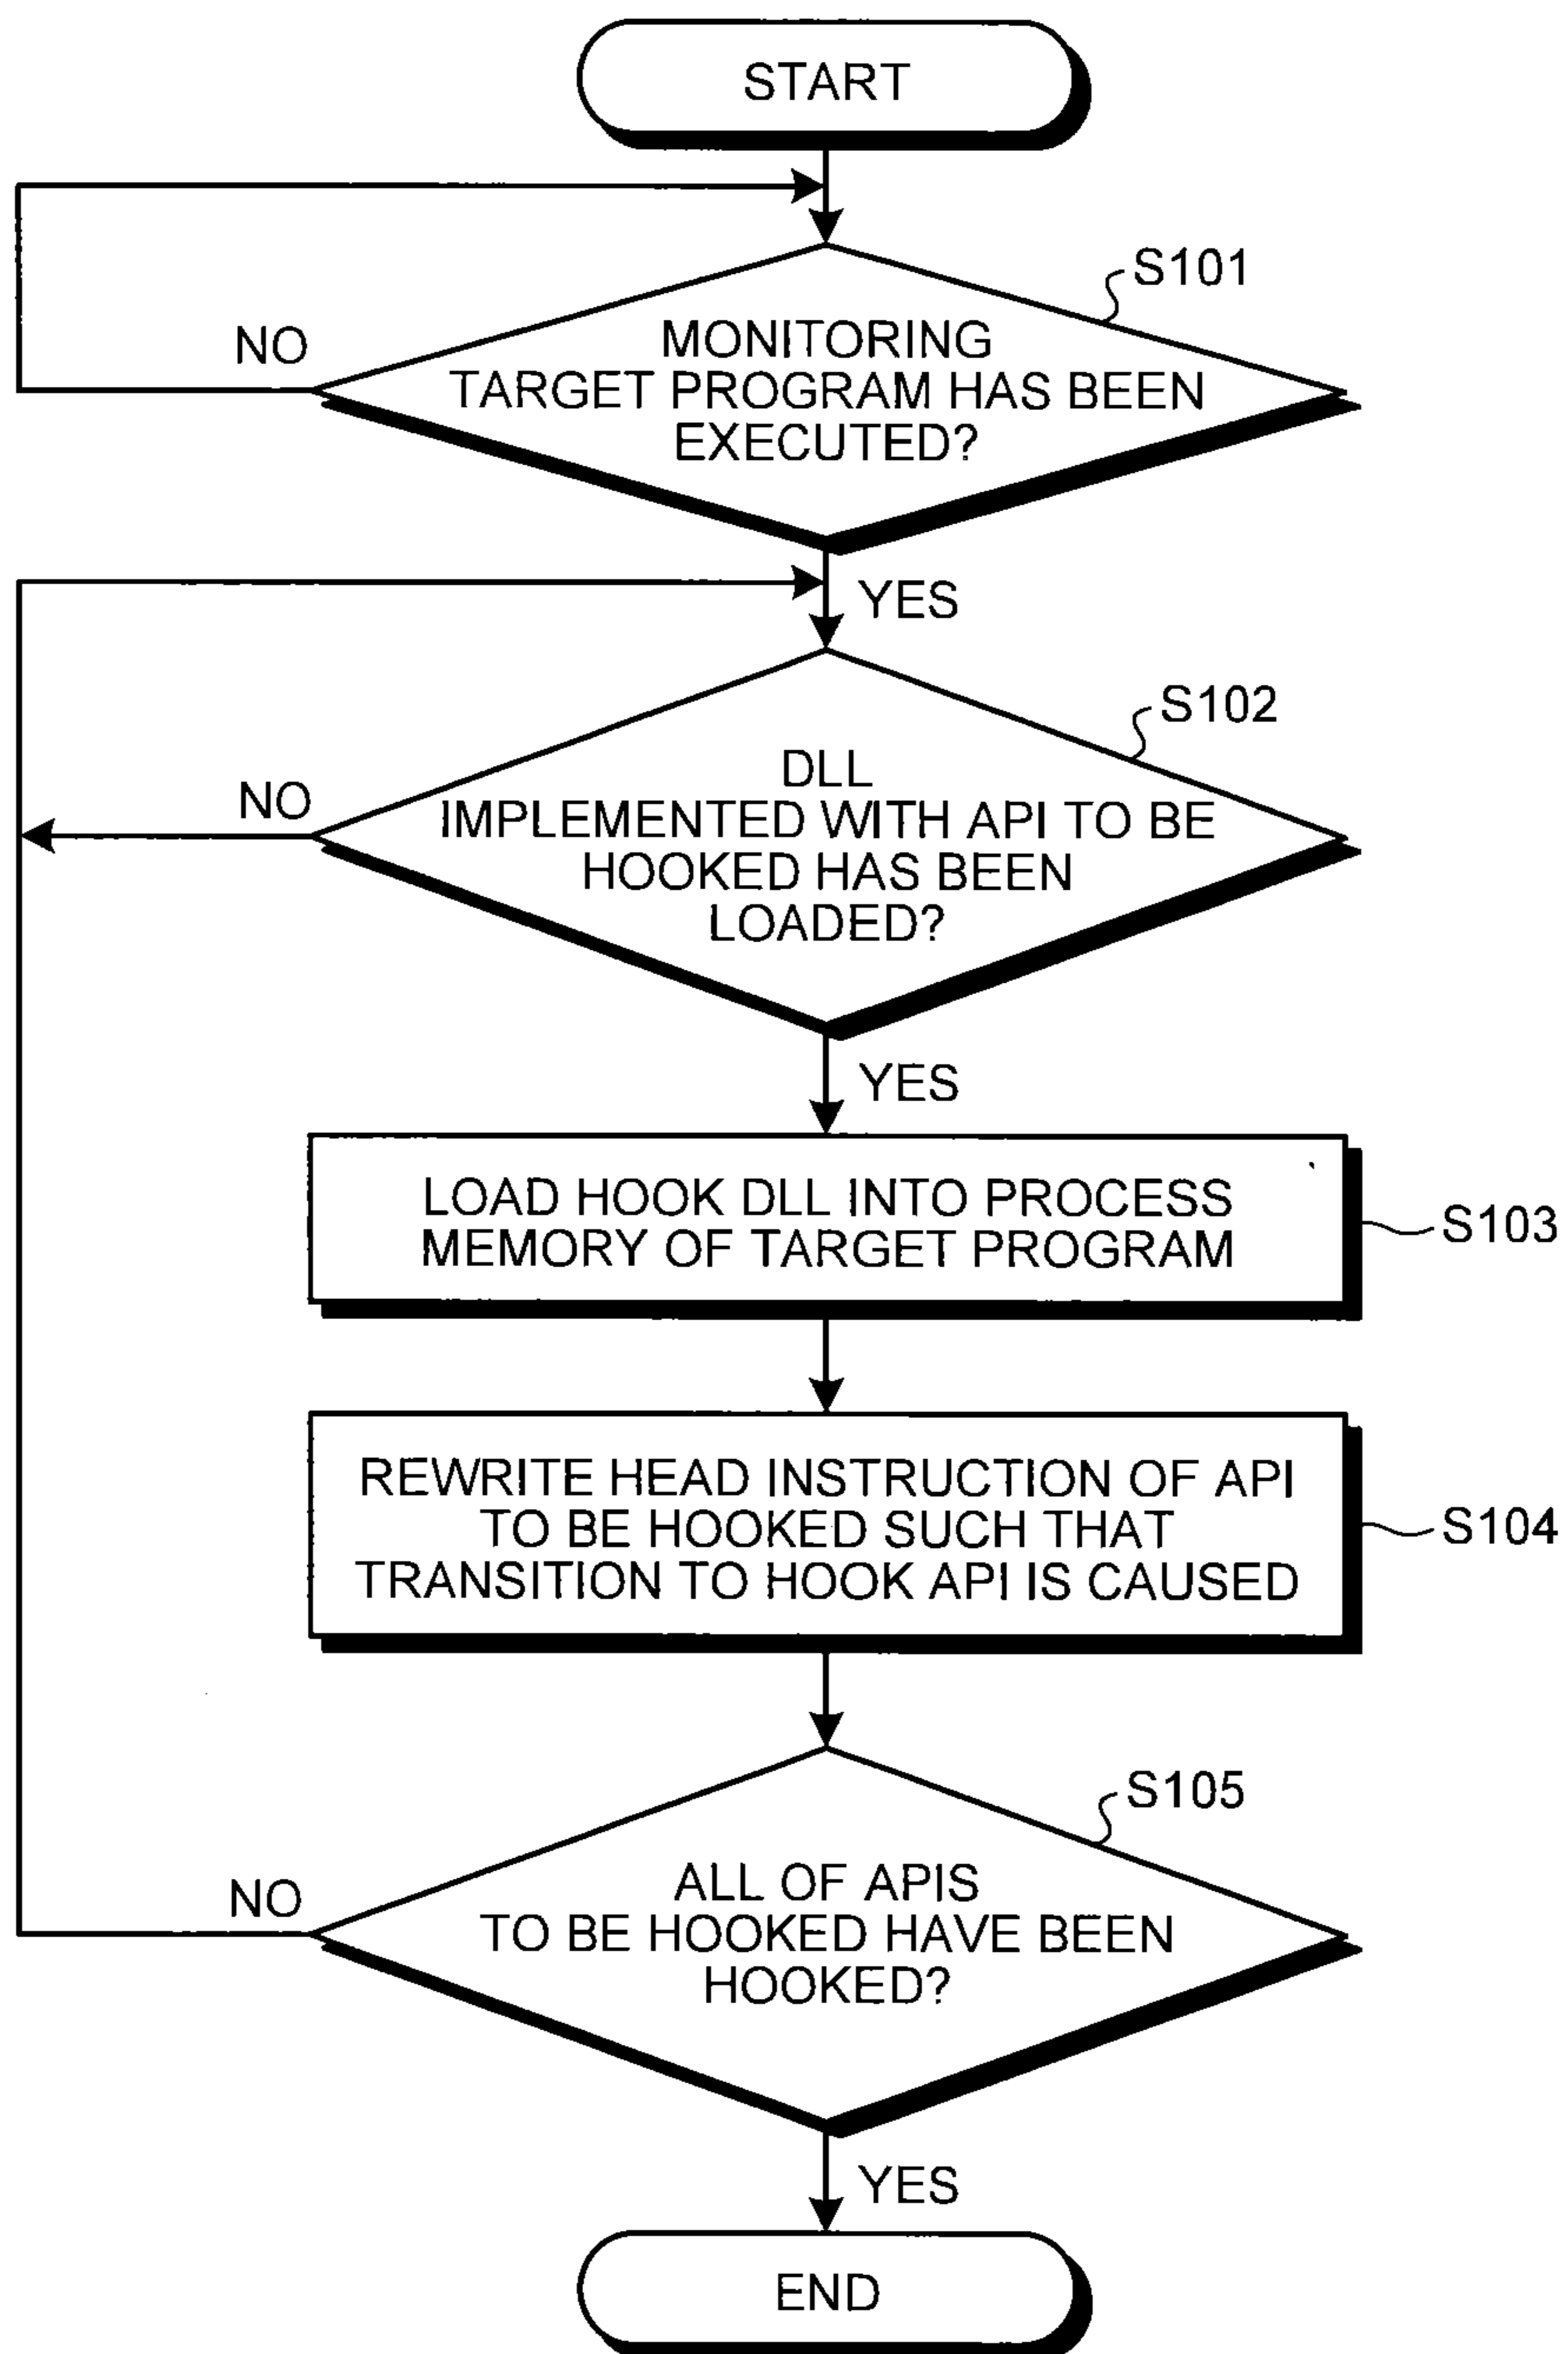 START
S101
NO
MONITORING
TARGET PROGRAM HAS BEEN
EXECUTED?
YES
S102
NO
DLL
IMPLEMENTED WITH API TO BE
HOOKED HAS BEEN
LOADED?
YES
LOAD HOOK DLL INTO PROCESS
MEMORY OF TARGET PROGRAM
S103
REWRITE HEAD INSTRUCTION OF API
TO BE HOOKED SUCH THAT
TRANSITION TO HOOK API IS CAUSED
S104
S105
NO
ALL OF APIS
TO BE HOOKED HAVE BEEN
HOOKED?
YES
END